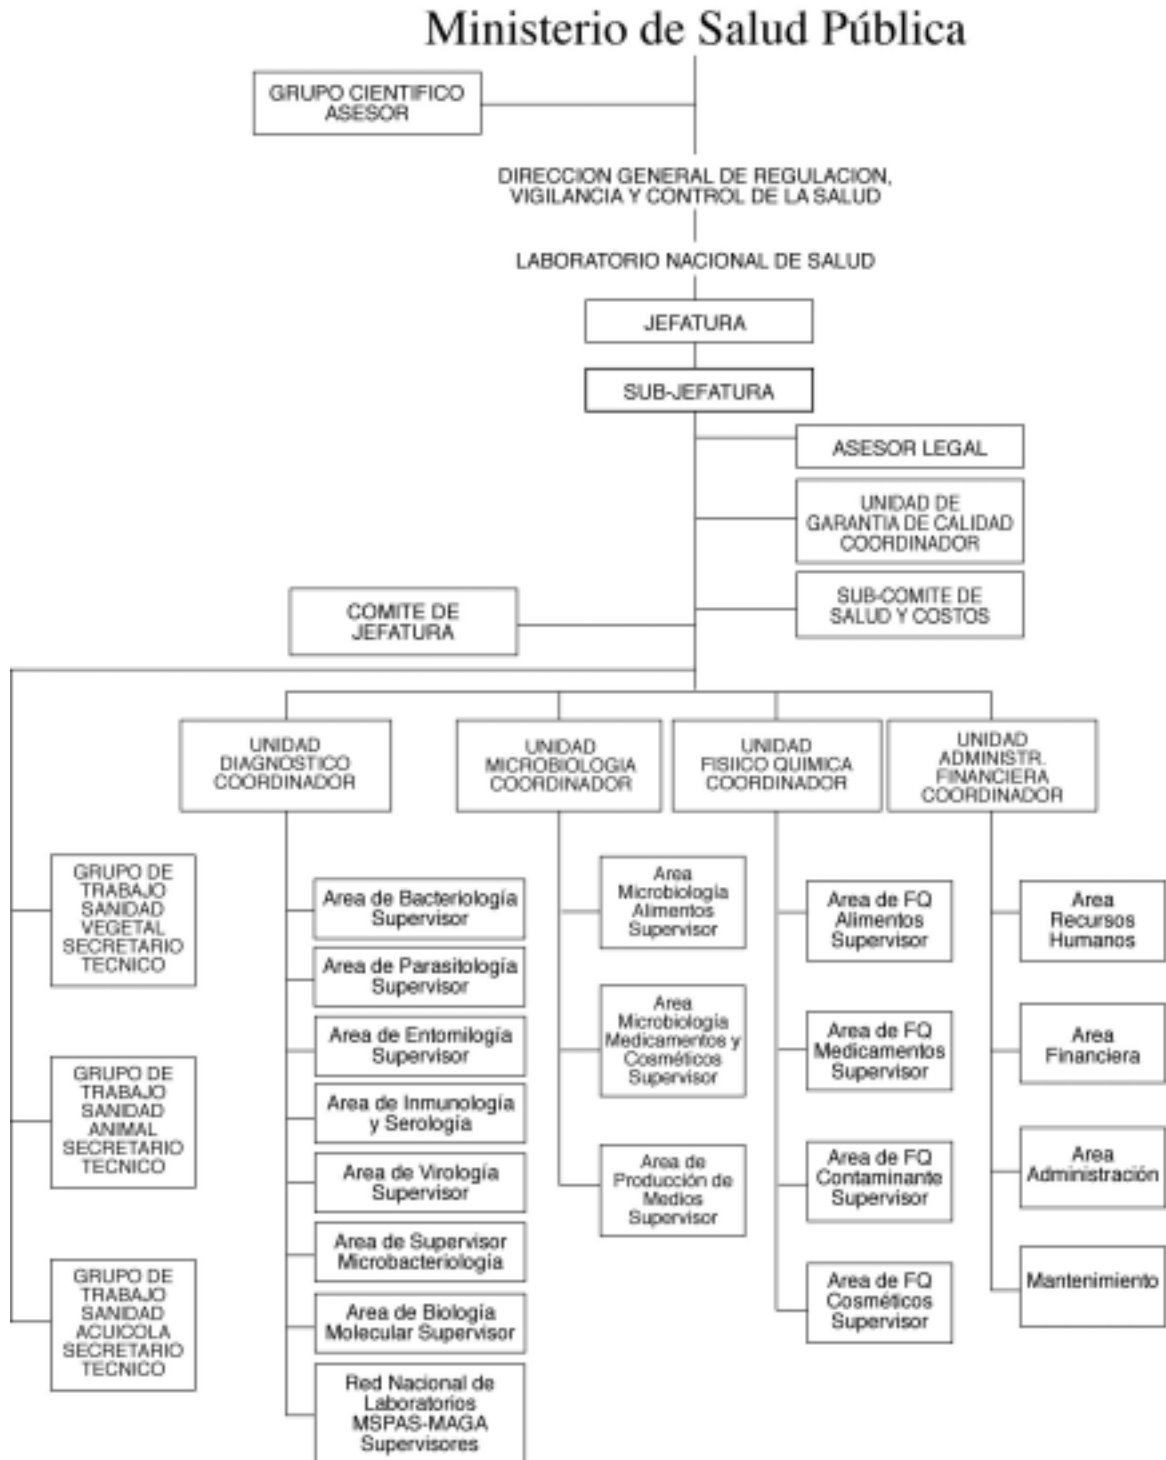 Ministerio de Salud Pública
GRUPO CIENTIFICO
ASESOR
DIRECCION GENERAL DE REGULACION,
VIGILANCIA Y CONTROL DE LA SALUD
LABORATORIO NACIONAL DE SALUD
JEFATURA
SUB-JEFATURA
ASESOR LEGAL
UNIDAD DE
GARANTIA DE CALIDAD
COORDINADOR
SUB-COMITE DE
SALUD Y COSTOS
COMITE DE
JEFATURA
UNIDAD
DIAGNOSTICO
COORDINADOR
UNIDAD
MICROBIOLOGIA
COORDINADOR
UNIDAD
FISIICO QUIMICA
COORDINADOR
UNIDAD
ADMINISTR.
FINANCIERA
COORDINADOR
GRUPO DE
TRABAJO
SANIDAD
VEGETAL
SECRETARIO
TECNICO
GRUPO DE
TRABAJO
SANIDAD
ANIMAL
SECRETARIO
TECNICO
GRUPO DE
TRABAJO
SANIDAD
ACUICOLA
SECRETARIO
TECNICO
Area de Bacteriología
Supervisor
Area de Parasitología
Supervisor
Area de Entomilogía
Supervisor
Area de Inmunología
y Serología
Area de Virología
Supervisor
Area de Supervisor
Microbacteriología
Area de Biología
Molecular Supervisor
Red Nacional de
Laboratorios
MSPAS-MAGA
Supervisores
Area
Microbiología
Alimentos
Supervisor
Area
Microbiología
Medicamentos y
Cosméticos
Supervisor
Area de
Producción de
Medios
Supervisor
Area de FQ
Alimentos
Supervisor
Area de FQ
Medicamentos
Supervisor
Area de FQ
Contaminante
Supervisor
Area de FQ
Cosméticos
Supervisor
Area
Recursos
Humanos
Area
Financiera
Area
Administración
Mantenimiento